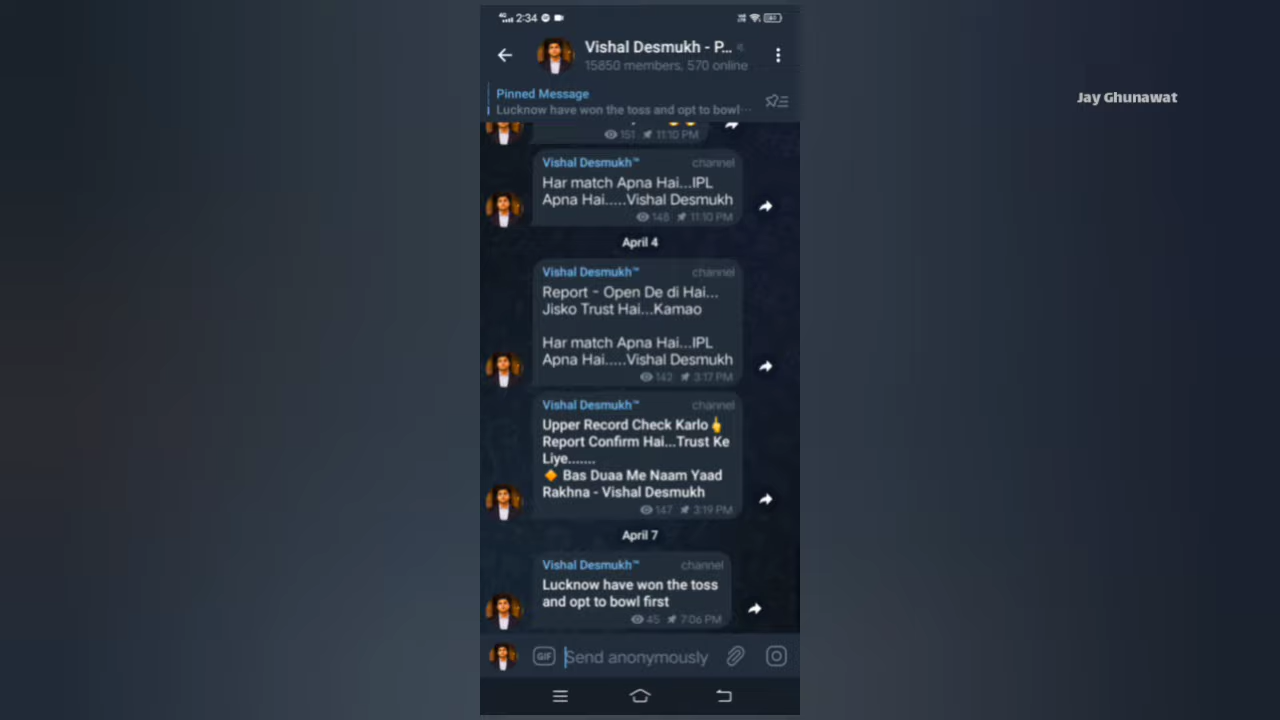 2:34
Vishal Desmukh - P...
15850 members, 570 online
Jay Ghunawat
Pinned Message
Lucknow have won the toss and opt to bowl...
151 11:10 PM
Vishal Desmukh™ channel
Har match Apna Hai...IPL
Apna Hai.....Vishal Desmukh
148 11:10 PM
April 4
Vishal Desmukh™ channel
Report - Open De di Hai...
Jisko Trust Hai...Kamao
Har match Apna Hai...IPL
Apna Hai.....Vishal Desmukh
142 3:17 PM
Vishal Desmukh™ channel
Upper Record Check Karlo
Report Confirm Hai...Trust Ke
Liye.......
Bas Duaa Me Naam Yaad
Rakhna - Vishal Desmukh
147 3:19 PM
April 7
Vishal Desmukh™ channel
Lucknow have won the toss
and opt to bowl first
45 7:06 PM
GIF Send anonymously